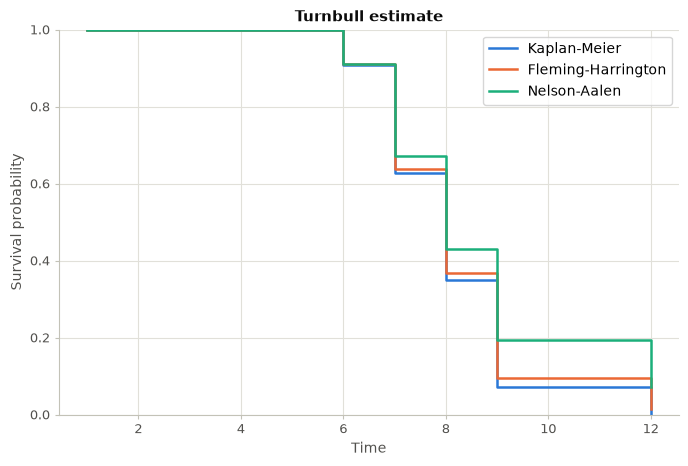 Turnbull estimate
Kaplan-Meier
Fleming-Harrington
Nelson-Aalen
Survival probability
1.0
0.8
0.6
0.4
0.2
0.0
2 4 6 8 10 12
Time